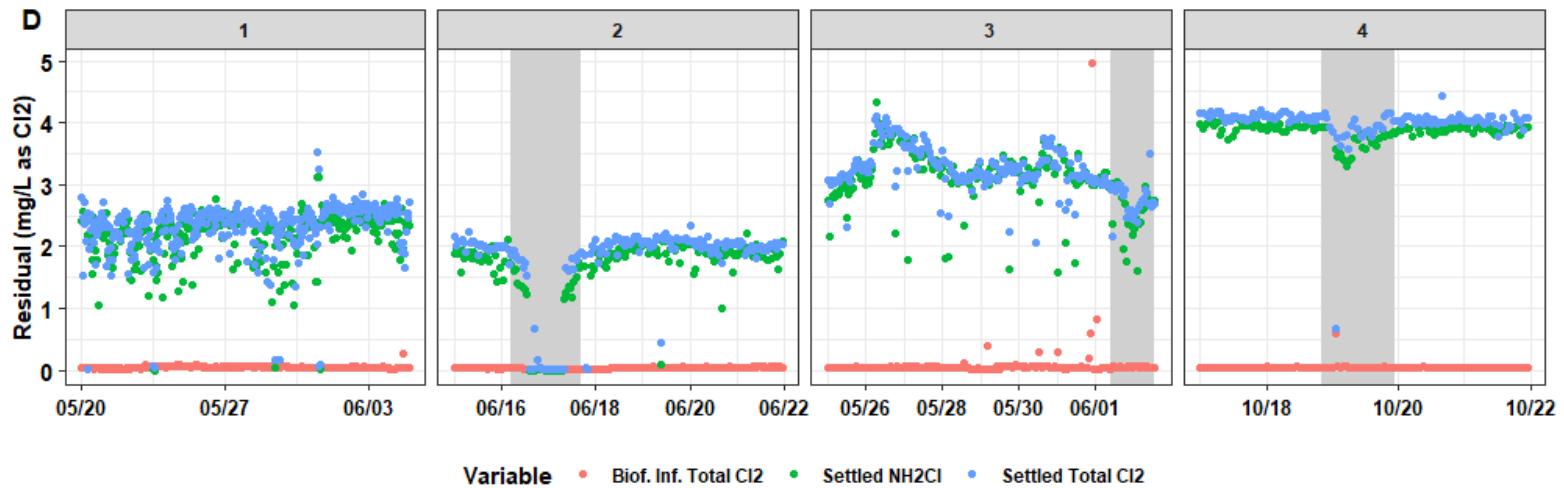 D
1 2 3 4
Residual (mg/L as Cl2)
5
4
3
2
1
0
05/20 05/27 06/03 06/16 06/18 06/20 06/22 05/26 05/28 05/30 06/01 10/18 10/20 10/22
Variable Biof. Inf. Total Cl2 Settled NH2Cl Settled Total Cl2